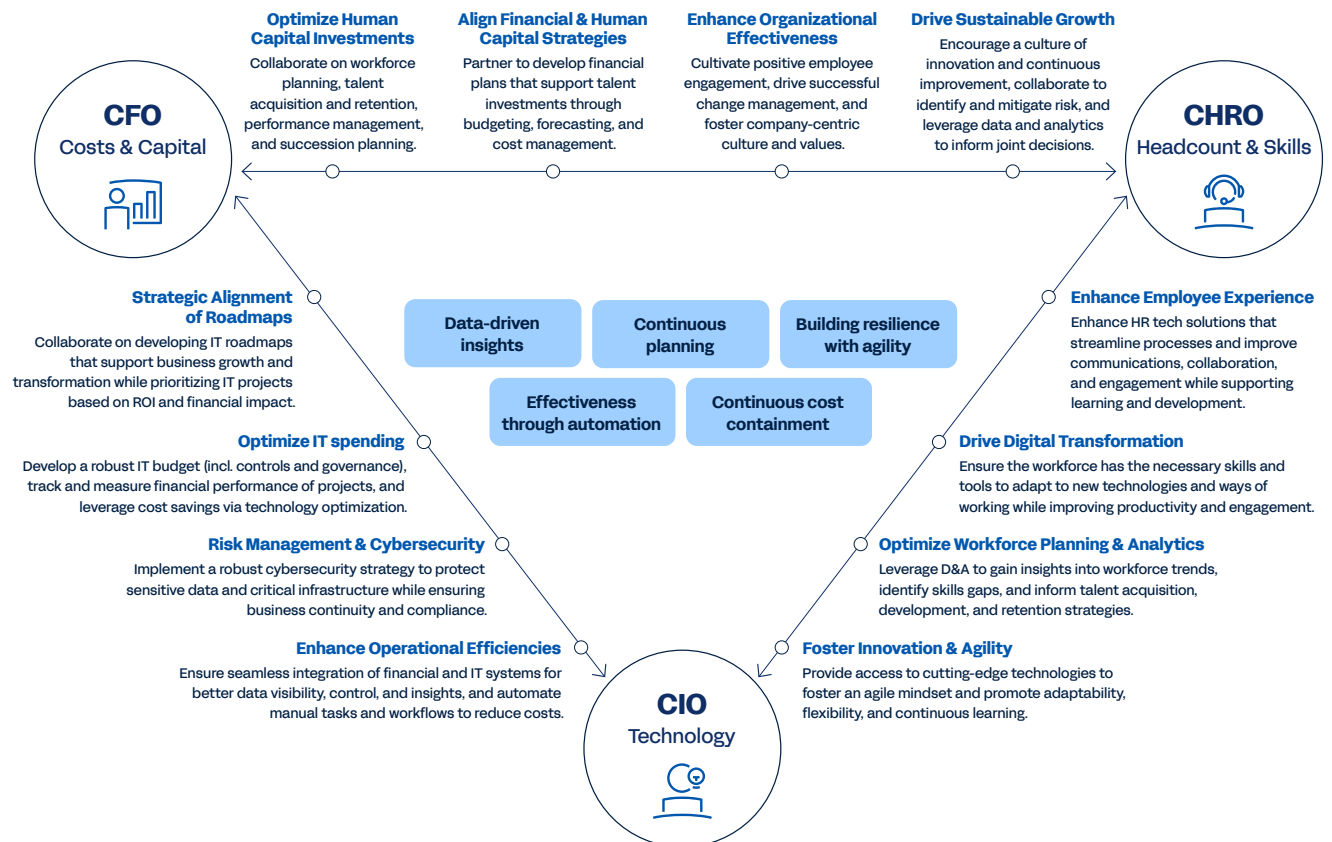 Optimize Human
Capital Investments
Collaborate on workforce
planning, talent
acquisition and retention,
performance management,
and succession planning.
Align Financial & Human
Capital Strategies
Partner to develop financial
plans that support talent
investments through
budgeting, forecasting, and
cost management.
Enhance Organizational
Effectiveness
Cultivate positive employee
engagement, drive successful
change management, and
foster company-centric
culture and values.
Drive Sustainable Growth
Encourage a culture of
innovation and continuous
improvement, collaborate to
identify and mitigate risk, and
leverage data and analytics
to inform joint decisions.
CFO
Costs & Capital
CHRO
Headcount & Skills
Strategic Alignment
of Roadmaps
Collaborate on developing IT roadmaps
that support business growth and
transformation while prioritizing IT projects
based on ROI and financial impact.
Optimize IT spending
Develop a robust IT budget (incl. controls and governance),
track and measure financial performance of projects, and
leverage cost savings via technology optimization.
Risk Management & Cybersecurity
Implement a robust cybersecurity strategy to protect
sensitive data and critical infrastructure while ensuring
business continuity and compliance.
Enhance Operational Efficiencies
Ensure seamless integration of financial and IT systems for
better data visibility, control, and insights, and automate
manual tasks and workflows to reduce costs.
Data-driven
insights
Continuous
planning
Building resilience
with agility
Effectiveness
through automation
Continuous cost
containment
Enhance Employee Experience
Enhance HR tech solutions that
streamline processes and improve
communications, collaboration,
and engagement while supporting
learning and development.
Drive Digital Transformation
Ensure the workforce has the necessary skills and
tools to adapt to new technologies and ways of
working while improving productivity and engagement.
Optimize Workforce Planning & Analytics
Leverage D&A to gain insights into workforce trends,
identify skills gaps, and inform talent acquisition,
development, and retention strategies.
Foster Innovation & Agility
Provide access to cutting-edge technologies to
foster an agile mindset and promote adaptability,
flexibility, and continuous learning.
CIO
Technology